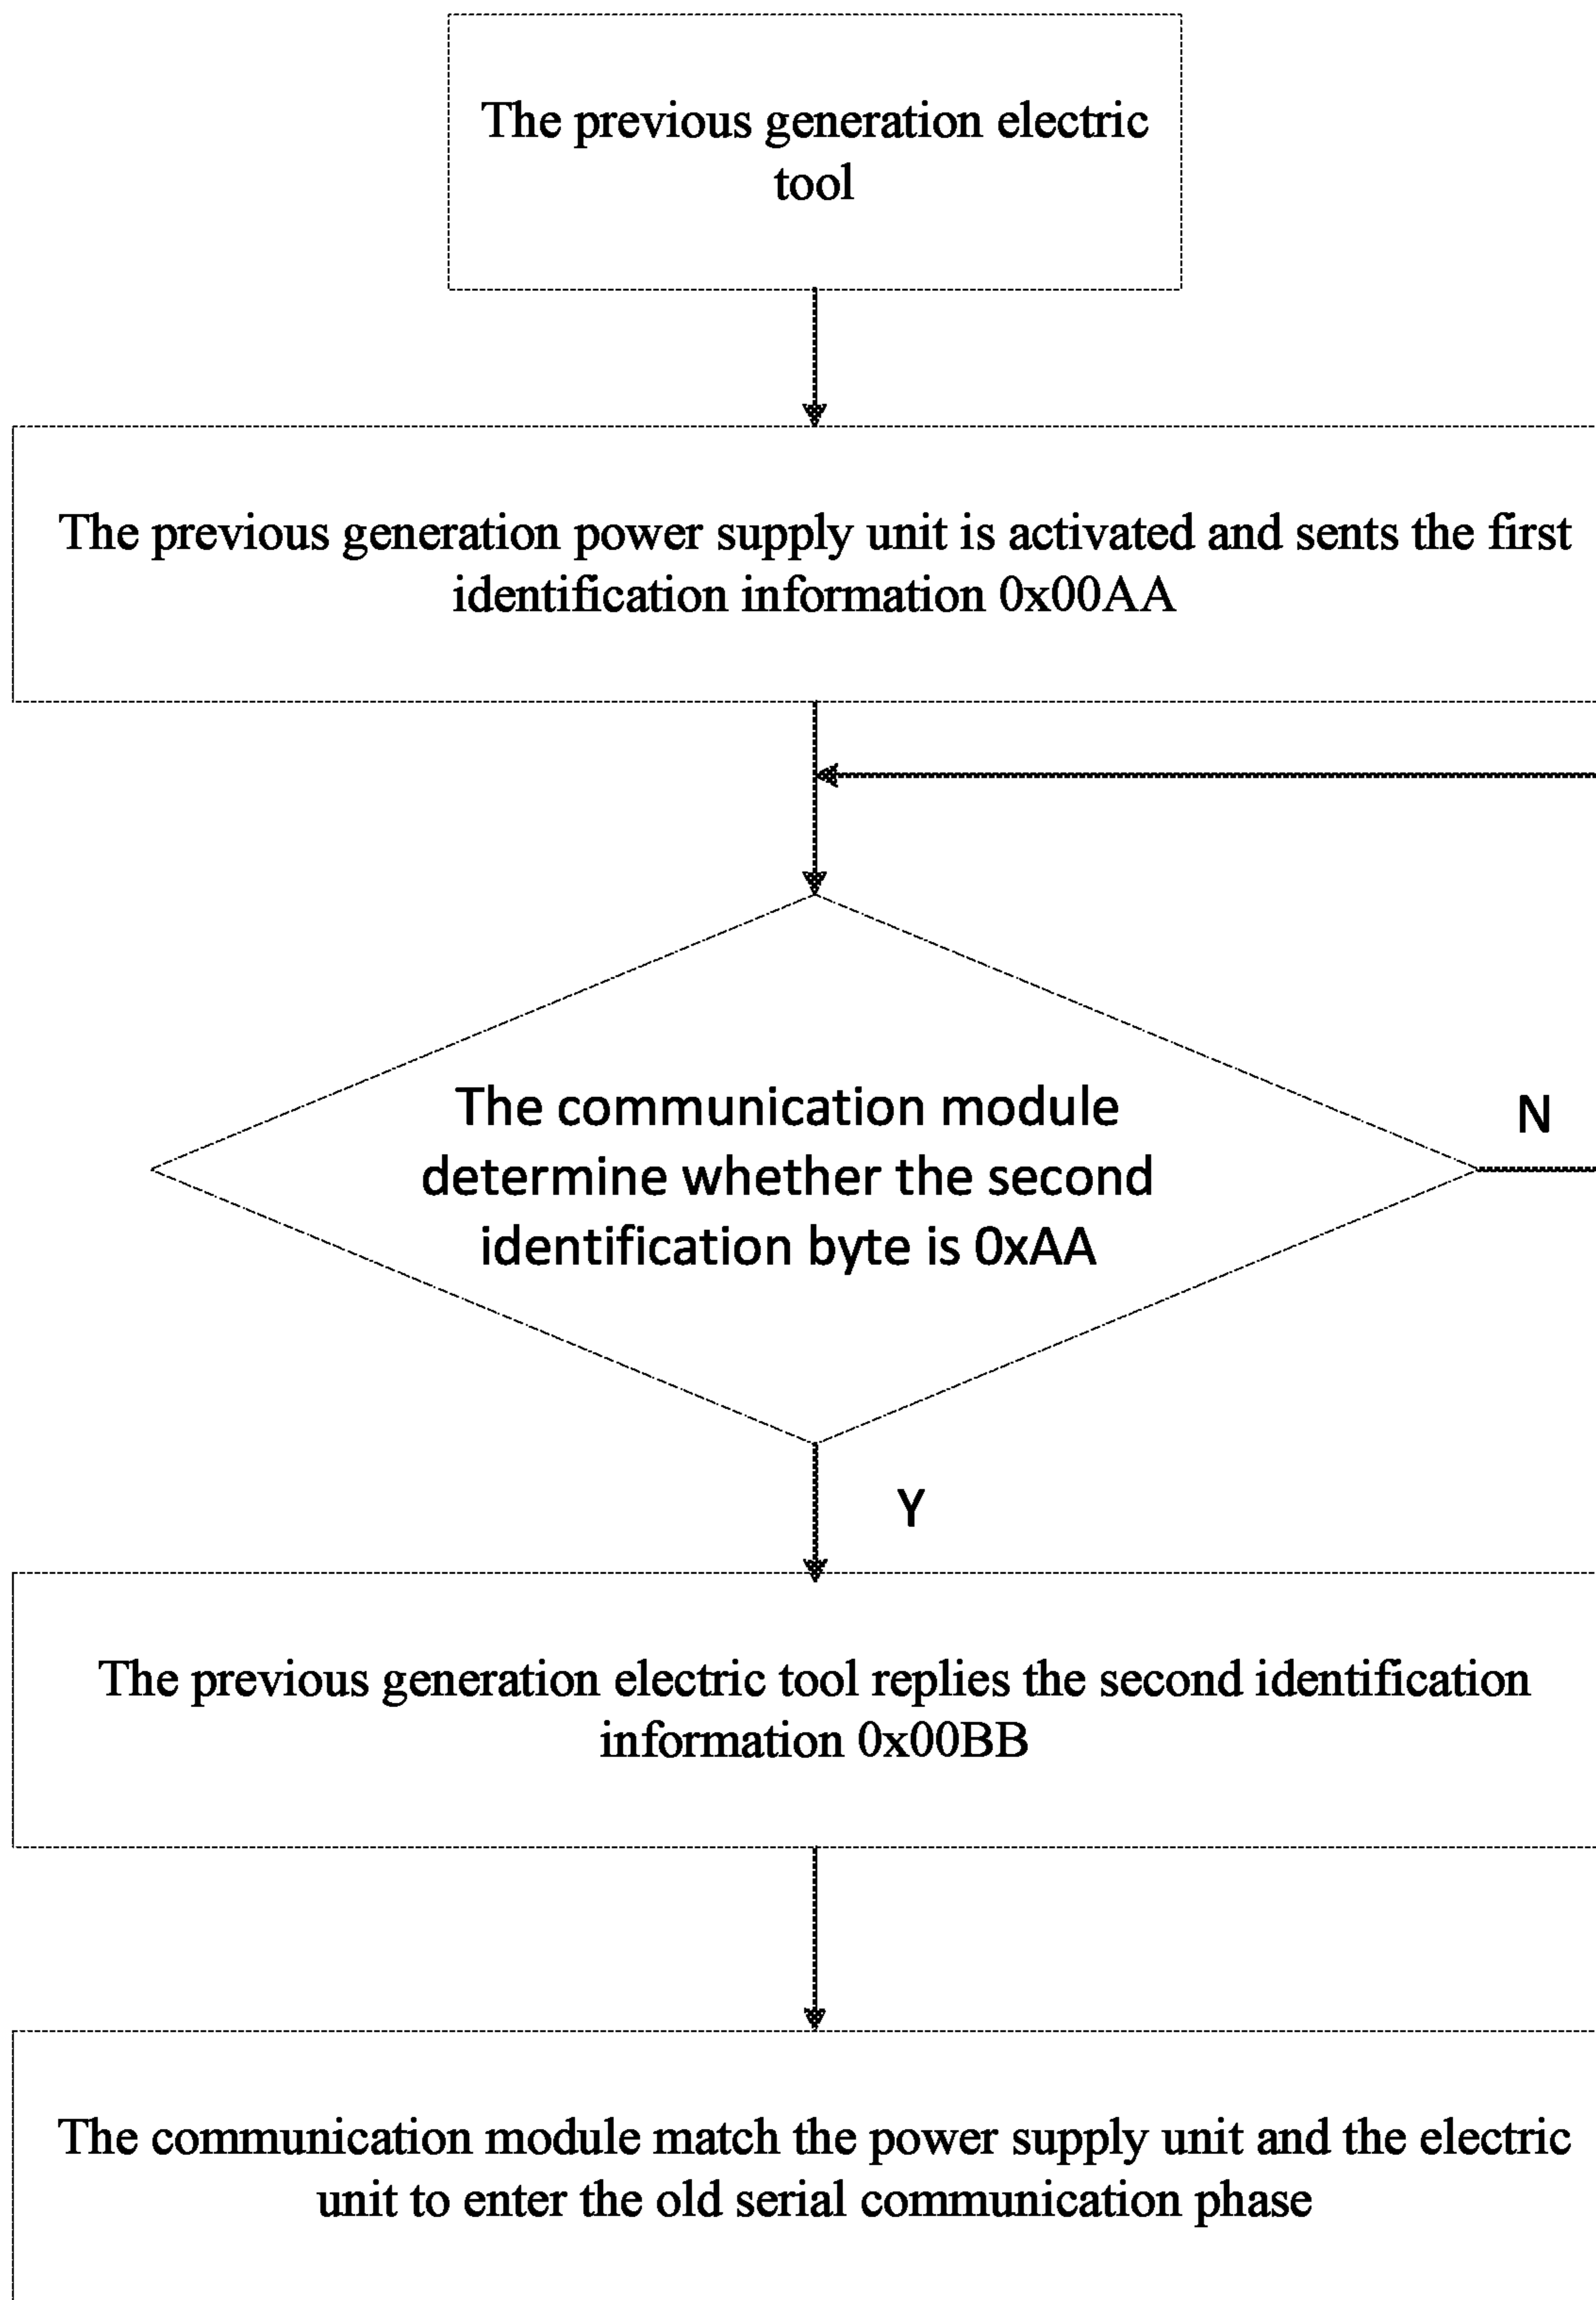 The previous generation electric
tool
The previous generation power supply unit is activated and sents the first
identification information 0x00AA
The communication module
determine whether the second
identification byte is 0xAA
N
Y
The previous generation electric tool replies the second identification
information 0x00BB
The communication module match the power supply unit and the electric
unit to enter the old serial communication phase